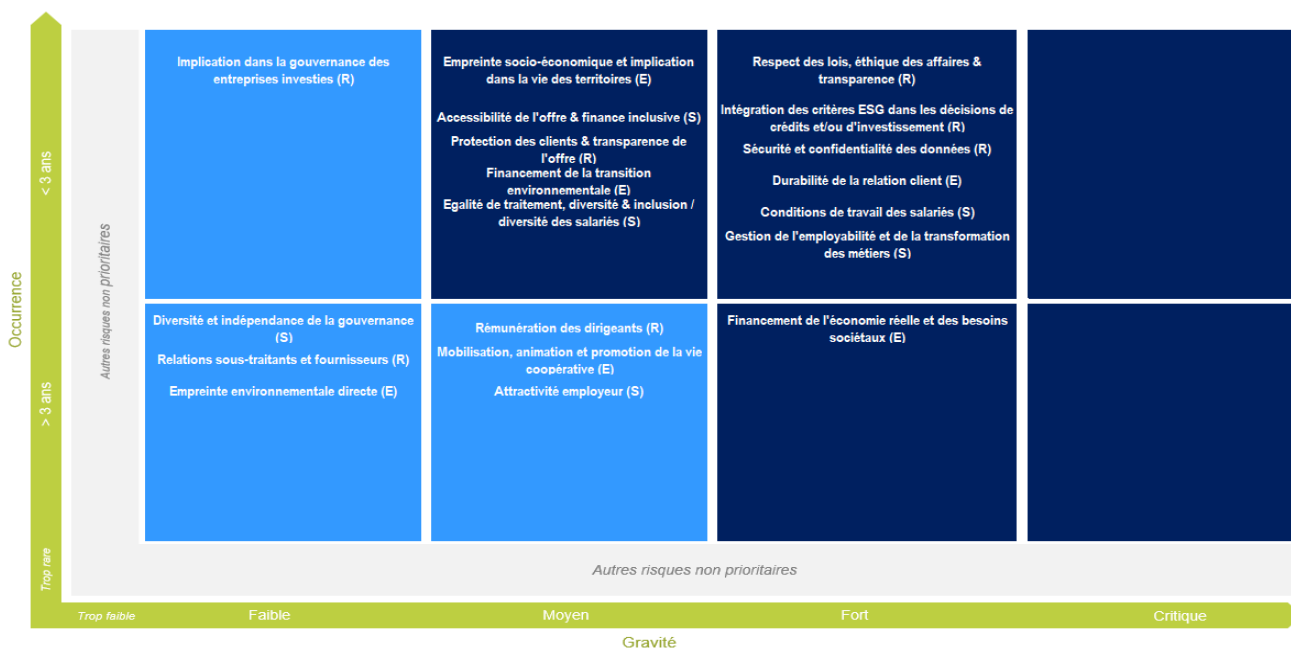 Implication dans la gouvernance des
entreprises investies (R)
Empreinte socio-économique et implication
dans la vie des territoires (E)
Accessibilité de l'offre & finance inclusive (S)
Protection des clients & transparence de
l'offre (R)
Financement de la transition
environnementale (E)
Egalité de traitement, diversité & inclusion /
diversité des salariés (S)
Respect des lois, éthique des affaires &
transparence (R)
Intégration des critères ESG dans les décisions de
crédits et/ou d'investissement (R)
Sécurité et confidentialité des données (R)
Durabilité de la relation client (E)
Conditions de travail des salariés (S)
Gestion de l'employabilité et de la transformation
des métiers (S)
Diversité et indépendance de la gouvernance
(S)
Relations sous-traitants et fournisseurs (R)
Empreinte environnementale directe (E)
Rémunération des dirigeants (R)
Mobilisation, animation et promotion de la vie
coopérative (E)
Attractivité employeur (S)
Financement de l'économie réelle et des besoins
sociétaux (E)
Occurrence
< 3 ans
> 3 ans
Trop rare
Autres risques non prioritaires
Autres risques non prioritaires
Trop faible
Faible
Moyen
Fort
Critique
Gravité